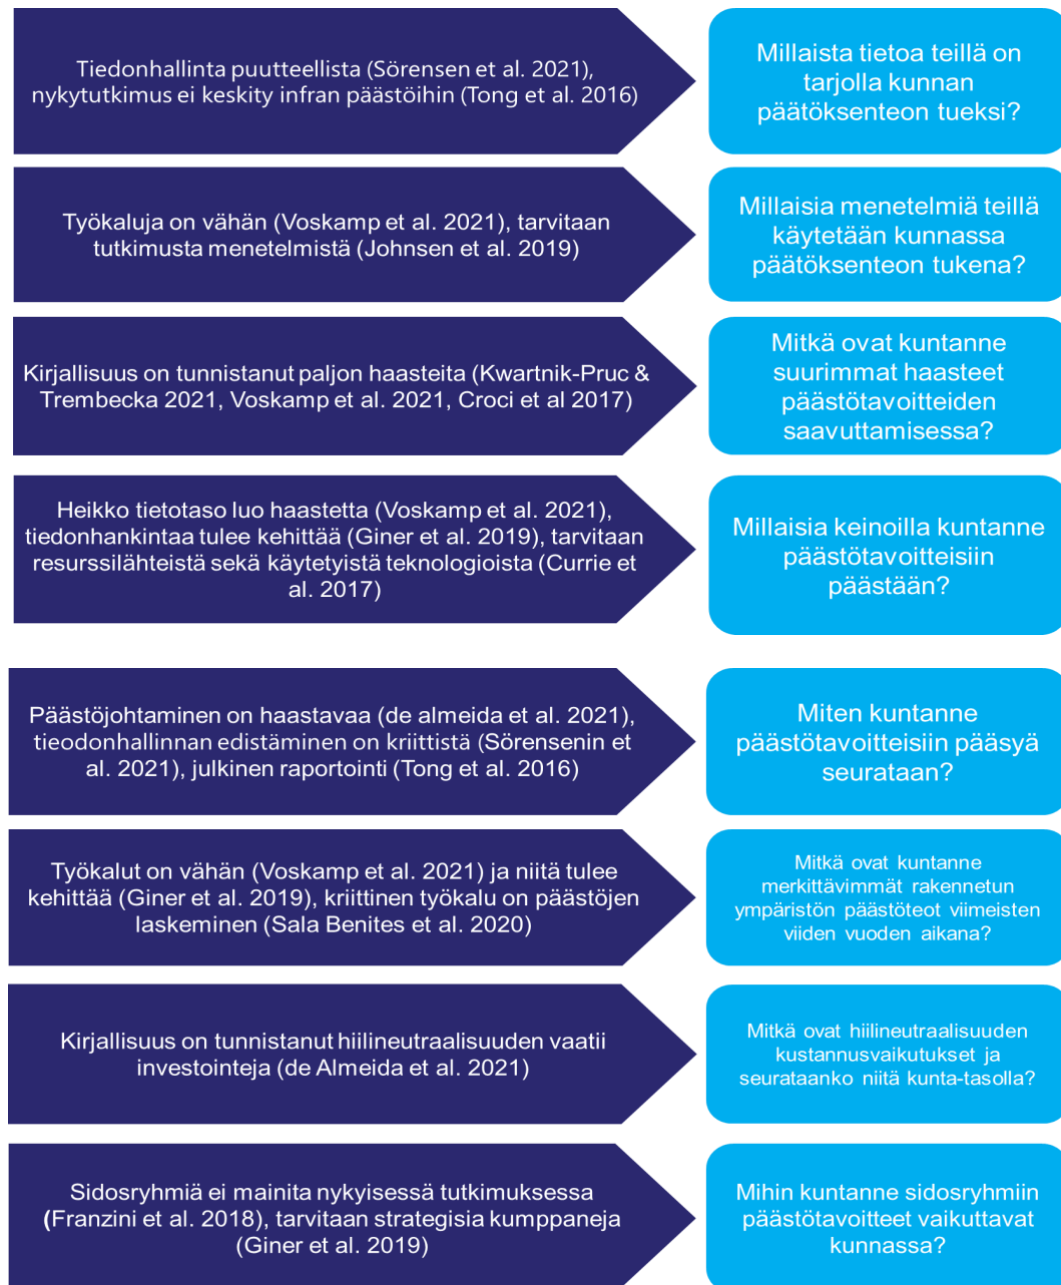 Tiedonhallinta puutteellista (Sörensen et al. 2021),
nykytutkimus ei keskity infran päästöihin (Tong et al. 2016)
Millaista tietoa teillä on
tarjolla kunnan
päätöksenteon tueksi?
Työkaluja on vähän (Voskamp et al. 2021), tarvitaan
tutkimusta menetelmistä (Johnsen et al. 2019)
Millaisia menetelmiä teillä
käytetään kunnassa
päätöksenteon tukena?
Kirjallisuus on tunnistanut paljon haasteita (Kwartnik-Pruc &
Trembecka 2021, Voskamp et al. 2021, Croci et al 2017)
Mitkä ovat kuntanne
suurimmat haasteet
päästötavoitteiden
saavuttamisessa?
Heikko tietotaso luo haastetta (Voskamp et al. 2021),
tiedonhankintaa tulee kehittää (Giner et al. 2019), tarvitaan
resurssilähteistä sekä käytetyistä teknologioista (Currie et
al. 2017)
Millaisia keinoilla kuntanne
päästötavoitteisiin
päästään?
Päästöjohtaminen on haastavaa (de almeida et al. 2021),
tieodonhallinnan edistäminen on kriittistä (Sörensenin et
al. 2021), julkinen raportointi (Tong et al. 2016)
Miten kuntanne
päästötavoitteisiin pääsyä
seurataan?
Työkalut on vähän (Voskamp et al. 2021) ja niitä tulee
kehittää (Giner et al. 2019), kriittinen työkalu on päästöjen
laskeminen (Sala Benites et al. 2020)
Mitkä ovat kuntanne
merkittävimmät rakennetun
ympäristön päästöteot viimeisten
viiden vuoden aikana?
Kirjallisuus on tunnistanut hiilineutraalisuuden vaatii
investointeja (de Almeida et al. 2021)
Mitkä ovat hiilineutraalisuuden
kustannusvaikutukset ja
seurataanko niitä kunta-tasolla?
Sidosryhmiä ei mainita nykyisessä tutkimuksessa
(Franzini et al. 2018), tarvitaan strategisia kumppaneja
(Giner et al. 2019)
Mihin kuntanne sidosryhmiin
päästötavoitteet vaikuttavat
kunnassa?